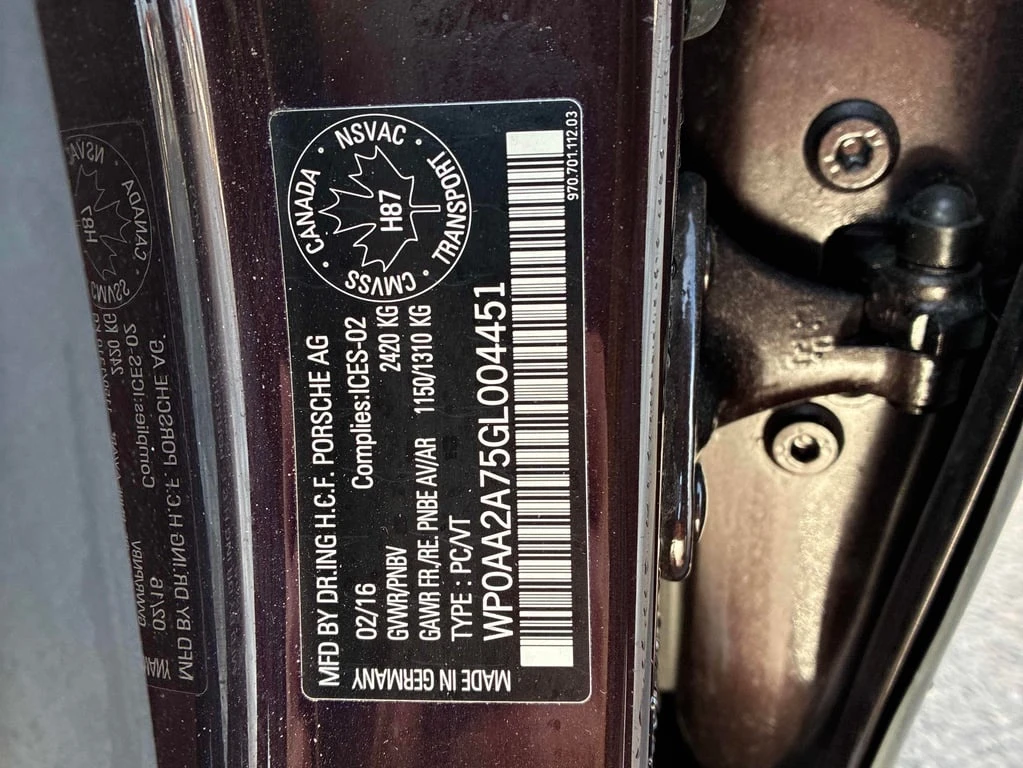 CANADA · NSVAC · TRANSPORT · CMVSS ·
H87
MFD BY DR.ING H.C.F. PORSCHE AG
02/16 Complies:ICES-02
GWR/PNBV 2420 KG
GAWR FR./RE. PNBE AV/AR 1150/1310 KG
TYPE : PC/VT
WP0AA2A75GL004451
MADE IN GERMANY
970.701.112.03